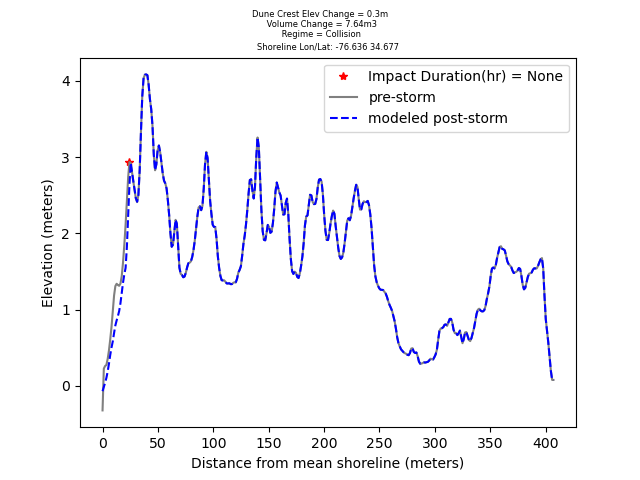 Dune Crest Elev Change = 0.3m
Volume Change = 7.64m3
Regime = Collision
Shoreline Lon/Lat: -76.636 34.677
Impact Duration(hr) = None
pre-storm
modeled post-storm
Elevation (meters)
4
3
2
1
0
0 50 100 150 200 250 300 350 400
Distance from mean shoreline (meters)